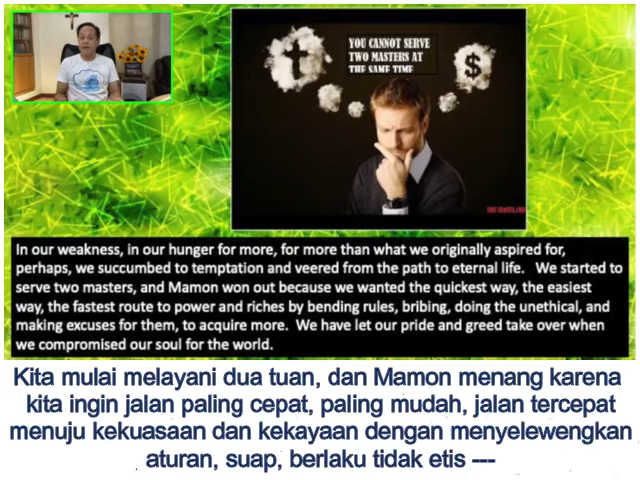 YOU CANNOT SERVE
TWO MASTERS AT
THE SAME TIME
$
In our weakness, in our hunger for more, for more than what we originally aspired for,
perhaps, we succumbed to temptation and veered from the path to eternal life. We started to
serve two masters, and Mamon won out because we wanted the quickest way, the easiest
way, the fastest route to power and riches by bending rules, bribing, doing the unethical, and
making excuses for them, to acquire more. We have let our pride and greed take over when
we compromised our soul for the world.
Kita mulai melayani dua tuan, dan Mamon menang karena
kita ingin jalan paling cepat, paling mudah, jalan tercepat
menuju kekuasaan dan kekayaan dengan menyelewengkan
aturan, suap, berlaku tidak etis ---